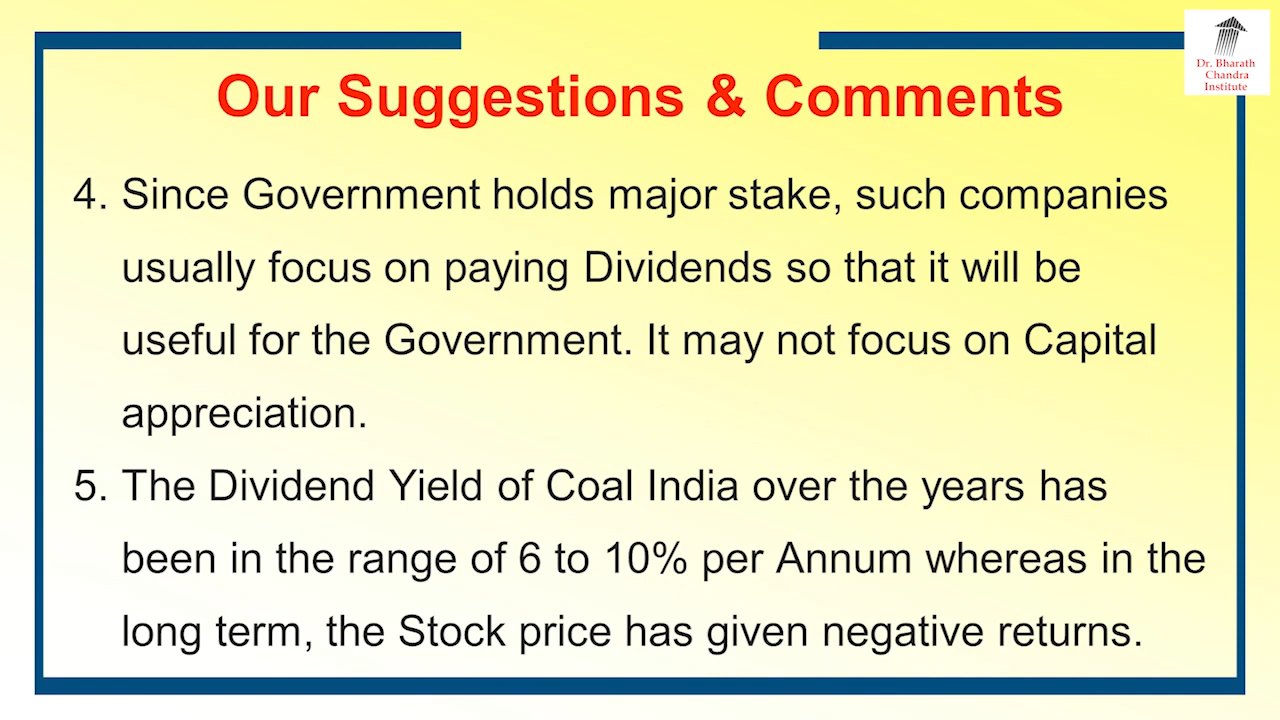 Dr. Bharath
Chandra
Institute
Our Suggestions & Comments
4. Since Government holds major stake, such companies
usually focus on paying Dividends so that it will be
useful for the Government. It may not focus on Capital
appreciation.
5. The Dividend Yield of Coal India over the years has
been in the range of 6 to 10% per Annum whereas in the
long term, the Stock price has given negative returns.